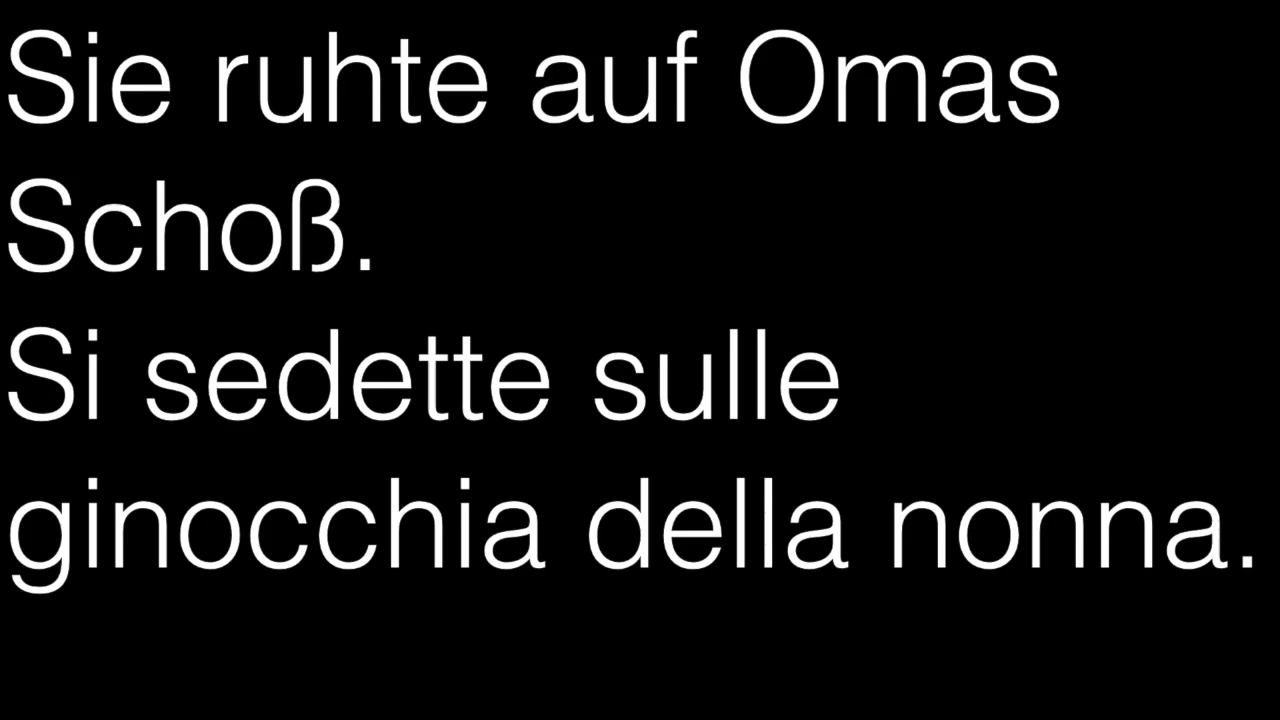 Sie ruhte auf Omas
Schoß.
Si sedette sulle
ginocchia della nonna.